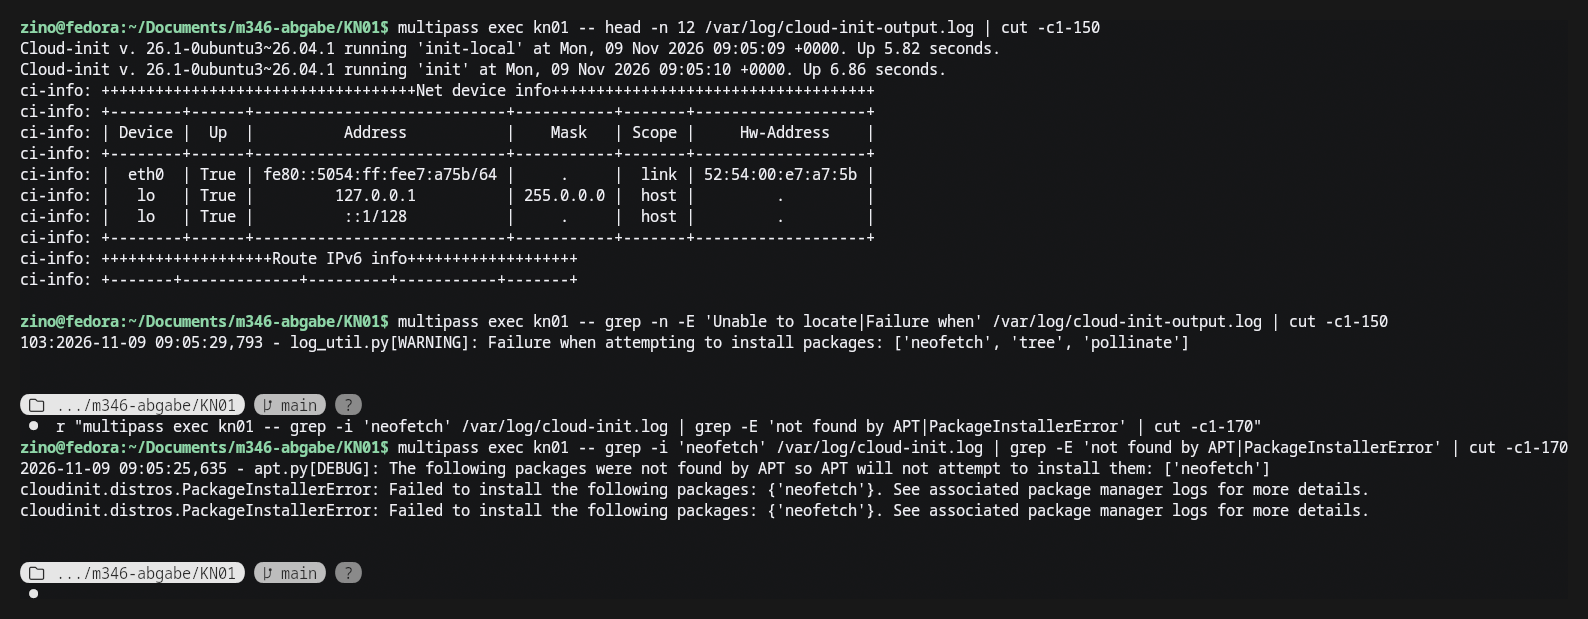 zino@fedora:~/Documents/m346-abgabe/KN01$ multipass exec kn01 -- head -n 12 /var/log/cloud-init-output.log | cut -c1-150
Cloud-init v. 26.1-0ubuntu3~26.04.1 running 'init-local' at Mon, 09 Nov 2026 09:05:09 +0000. Up 5.82 seconds.
Cloud-init v. 26.1-0ubuntu3~26.04.1 running 'init' at Mon, 09 Nov 2026 09:05:10 +0000. Up 6.86 seconds.
ci-info: +++++++++++++++++++++++++++++++++++Net device info++++++++++++++++++++++++++++++++++++
ci-info: +--------+------+----------------------------+-----------+-------+-------------------+
ci-info: | Device |  Up  |          Address           |    Mask   | Scope |     Hw-Address    |
ci-info: +--------+------+----------------------------+-----------+-------+-------------------+
ci-info: |  eth0  | True | fe80::5054:ff:fee7:a75b/64 |     .     |  link | 52:54:00:e7:a7:5b |
ci-info: |   lo   | True |         127.0.0.1          | 255.0.0.0 |  host |         .         |
ci-info: |   lo   | True |          ::1/128           |     .     |  host |         .         |
ci-info: +--------+------+----------------------------+-----------+-------+-------------------+
ci-info: +++++++++++++++++++Route IPv6 info+++++++++++++++++++
ci-info: +-------+-------------+---------+-----------+-------+
zino@fedora:~/Documents/m346-abgabe/KN01$ multipass exec kn01 -- grep -n -E 'Unable to locate|Failure when' /var/log/cloud-init-output.log | cut -c1-150
103:2026-11-09 09:05:29,793 - log_util.py[WARNING]: Failure when attempting to install packages: ['neofetch', 'tree', 'pollinate']
.../m346-abgabe/KN01 main ?
r "multipass exec kn01 -- grep -i 'neofetch' /var/log/cloud-init.log | grep -E 'not found by APT|PackageInstallerError' | cut -c1-170"
zino@fedora:~/Documents/m346-abgabe/KN01$ multipass exec kn01 -- grep -i 'neofetch' /var/log/cloud-init.log | grep -E 'not found by APT|PackageInstallerError' | cut -c1-170
2026-11-09 09:05:25,635 - apt.py[DEBUG]: The following packages were not found by APT so APT will not attempt to install them: ['neofetch']
cloudinit.distros.PackageInstallerError: Failed to install the following packages: {'neofetch'}. See associated package manager logs for more details.
cloudinit.distros.PackageInstallerError: Failed to install the following packages: {'neofetch'}. See associated package manager logs for more details.
.../m346-abgabe/KN01 main ?